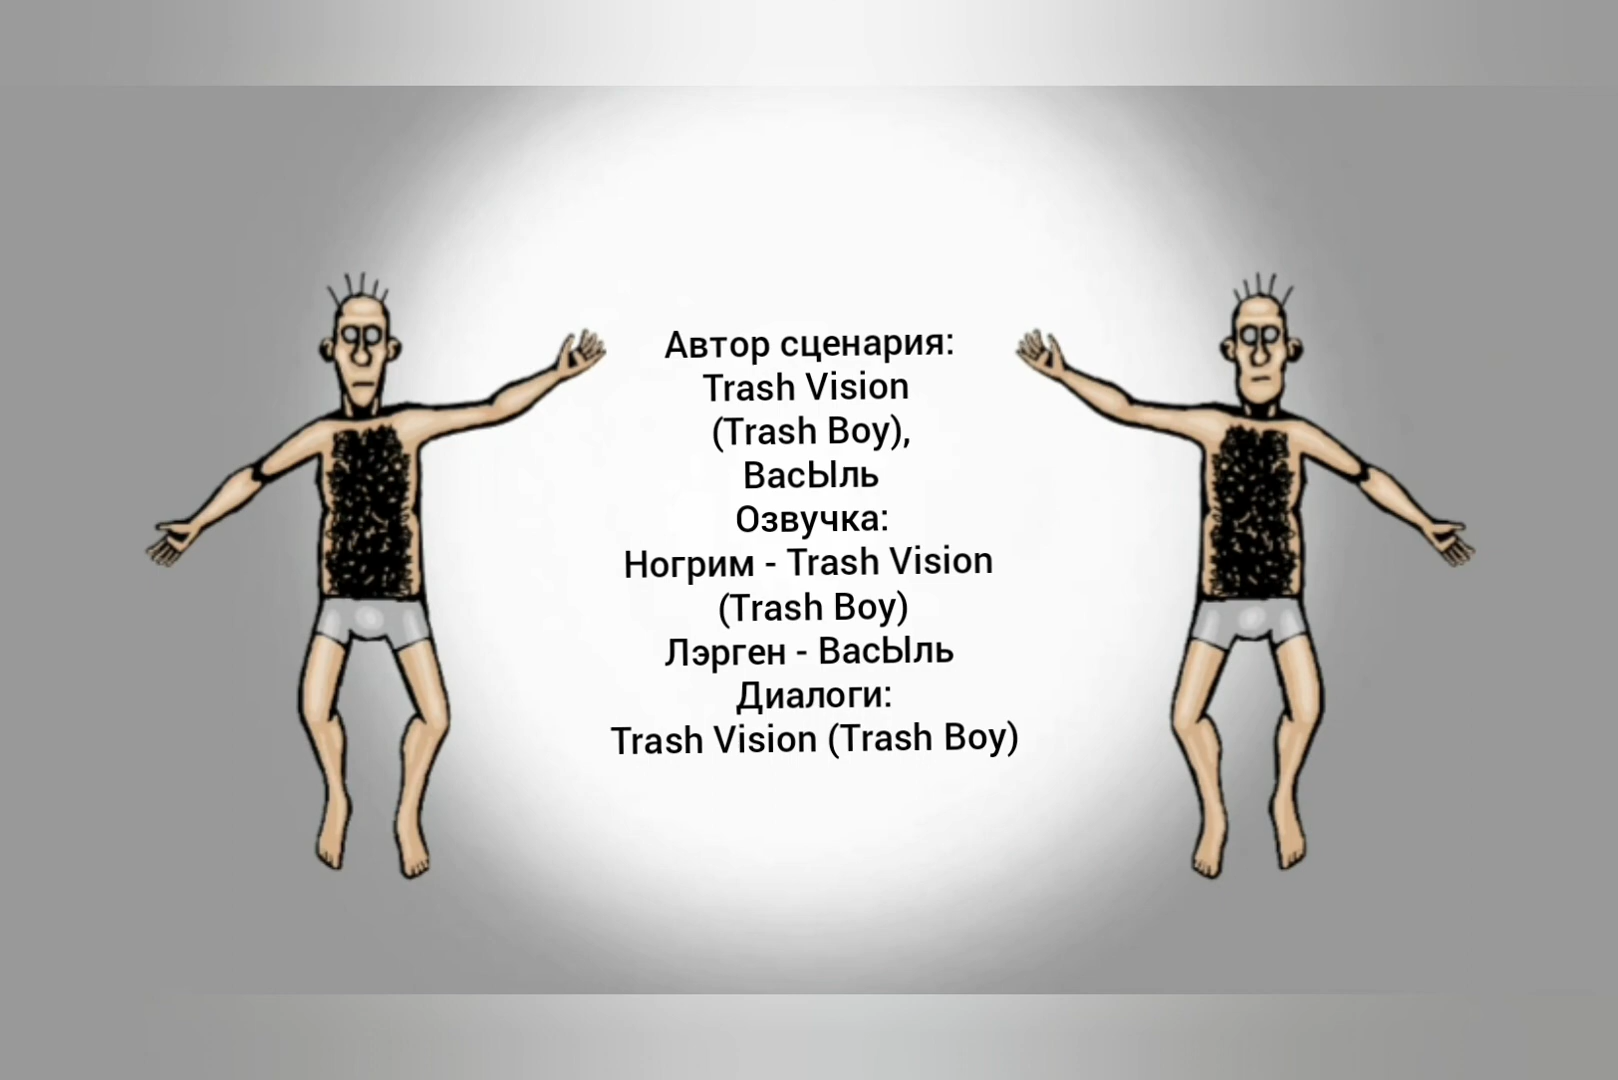 Автор сценария:
Trash Vision
(Trash Boy),
ВасЫль
Озвучка:
Ногрим - Trash Vision
(Trash Boy)
Лэрген - ВасЫль
Диалоги:
Trash Vision (Trash Boy)